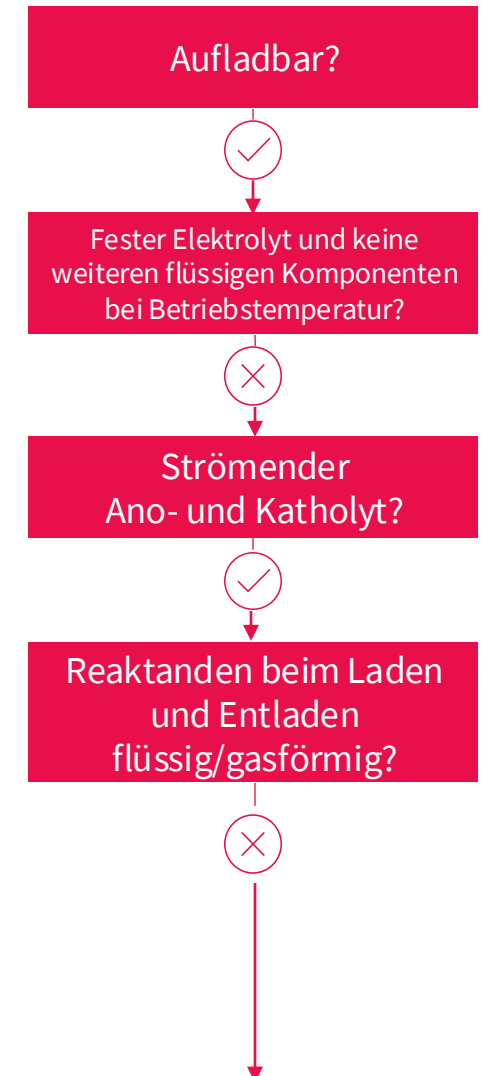 Aufladbar?
Fester Elektrolyt und keine
weiteren flüssigen Komponenten
bei Betriebstemperatur?
Strömender
Ano- und Katholyt?
Reaktanden beim Laden
und Entladen
flüssig/gasförmig?